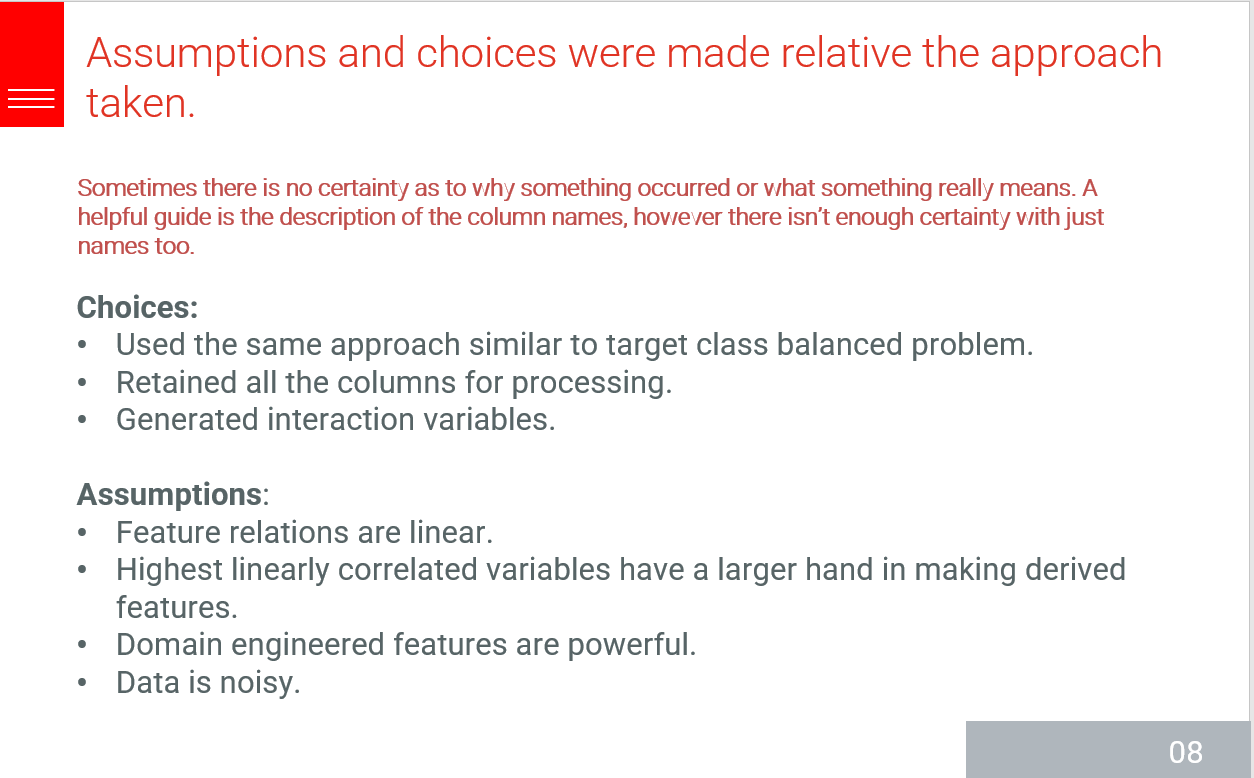 Assumptions and choices were made relative the approach
taken.
Sometimes there is no certainty as to why something occurred or what something really means. A
helpful guide is the description of the column names, however there isn’t enough certainty with just
names too.
Choices:
• Used the same approach similar to target class balanced problem.
• Retained all the columns for processing.
• Generated interaction variables.
Assumptions:
• Feature relations are linear.
• Highest linearly correlated variables have a larger hand in making derived
features.
• Domain engineered features are powerful.
• Data is noisy.
08